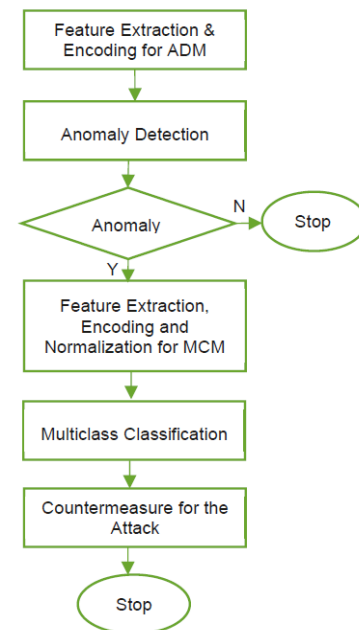 Feature Extraction &
Encoding for ADM
Anomaly Detection
Anomaly
N
Stop
Y
Feature Extraction,
Encoding and
Normalization for MCM
Multiclass Classification
Countermeasure for the
Attack
Stop